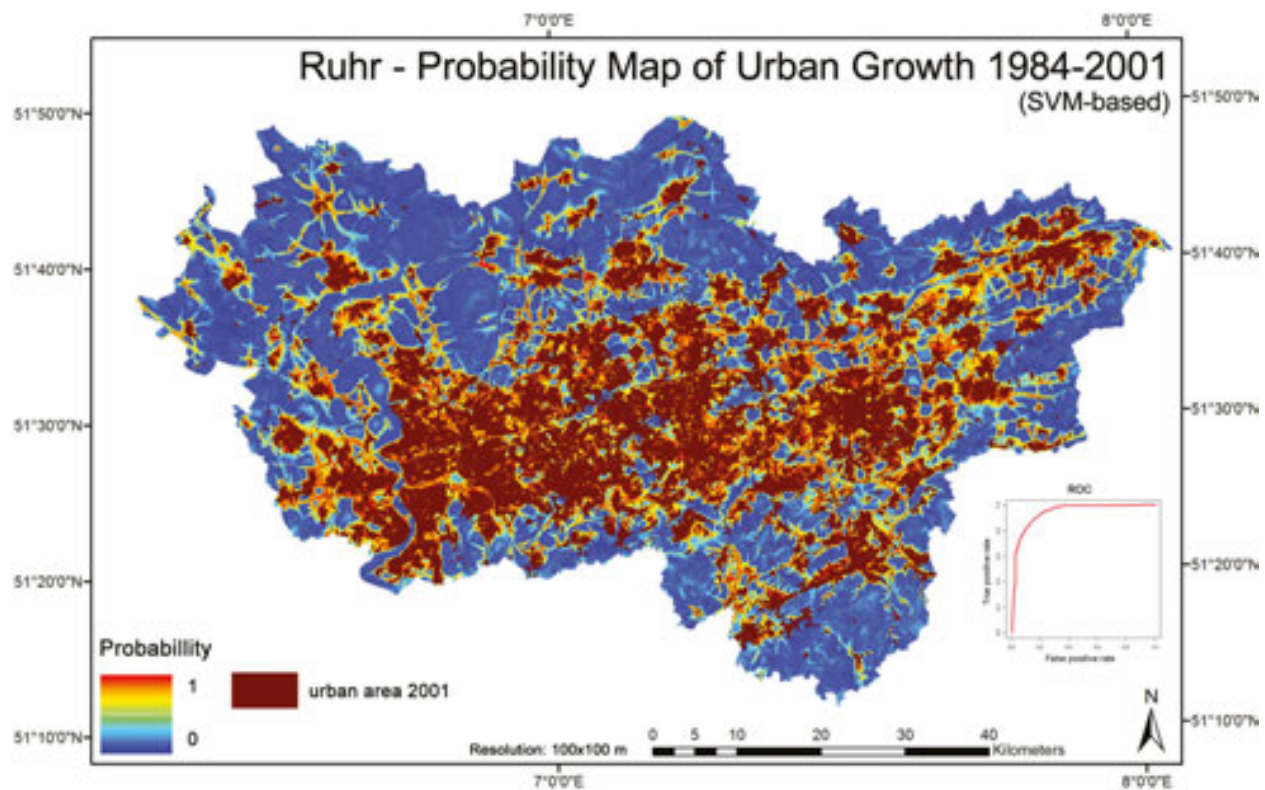 7°0'0"E 8°0'0"E
Ruhr - Probability Map of Urban Growth 1984-2001
(SVM-based)
51°50'0"N 51°50'0"N
51°40'0"N 51°40'0"N
51°30'0"N 51°30'0"N
ROC
True positive rate
False positive rate
51°20'0"N 51°20'0"N
Probabillity
1
0
urban area 2001
N
51°10'0"N 51°10'0"N
Resolution: 100x100 m
0 5 10 20 30 40
Kilometers
7°0'0"E 8°0'0"E